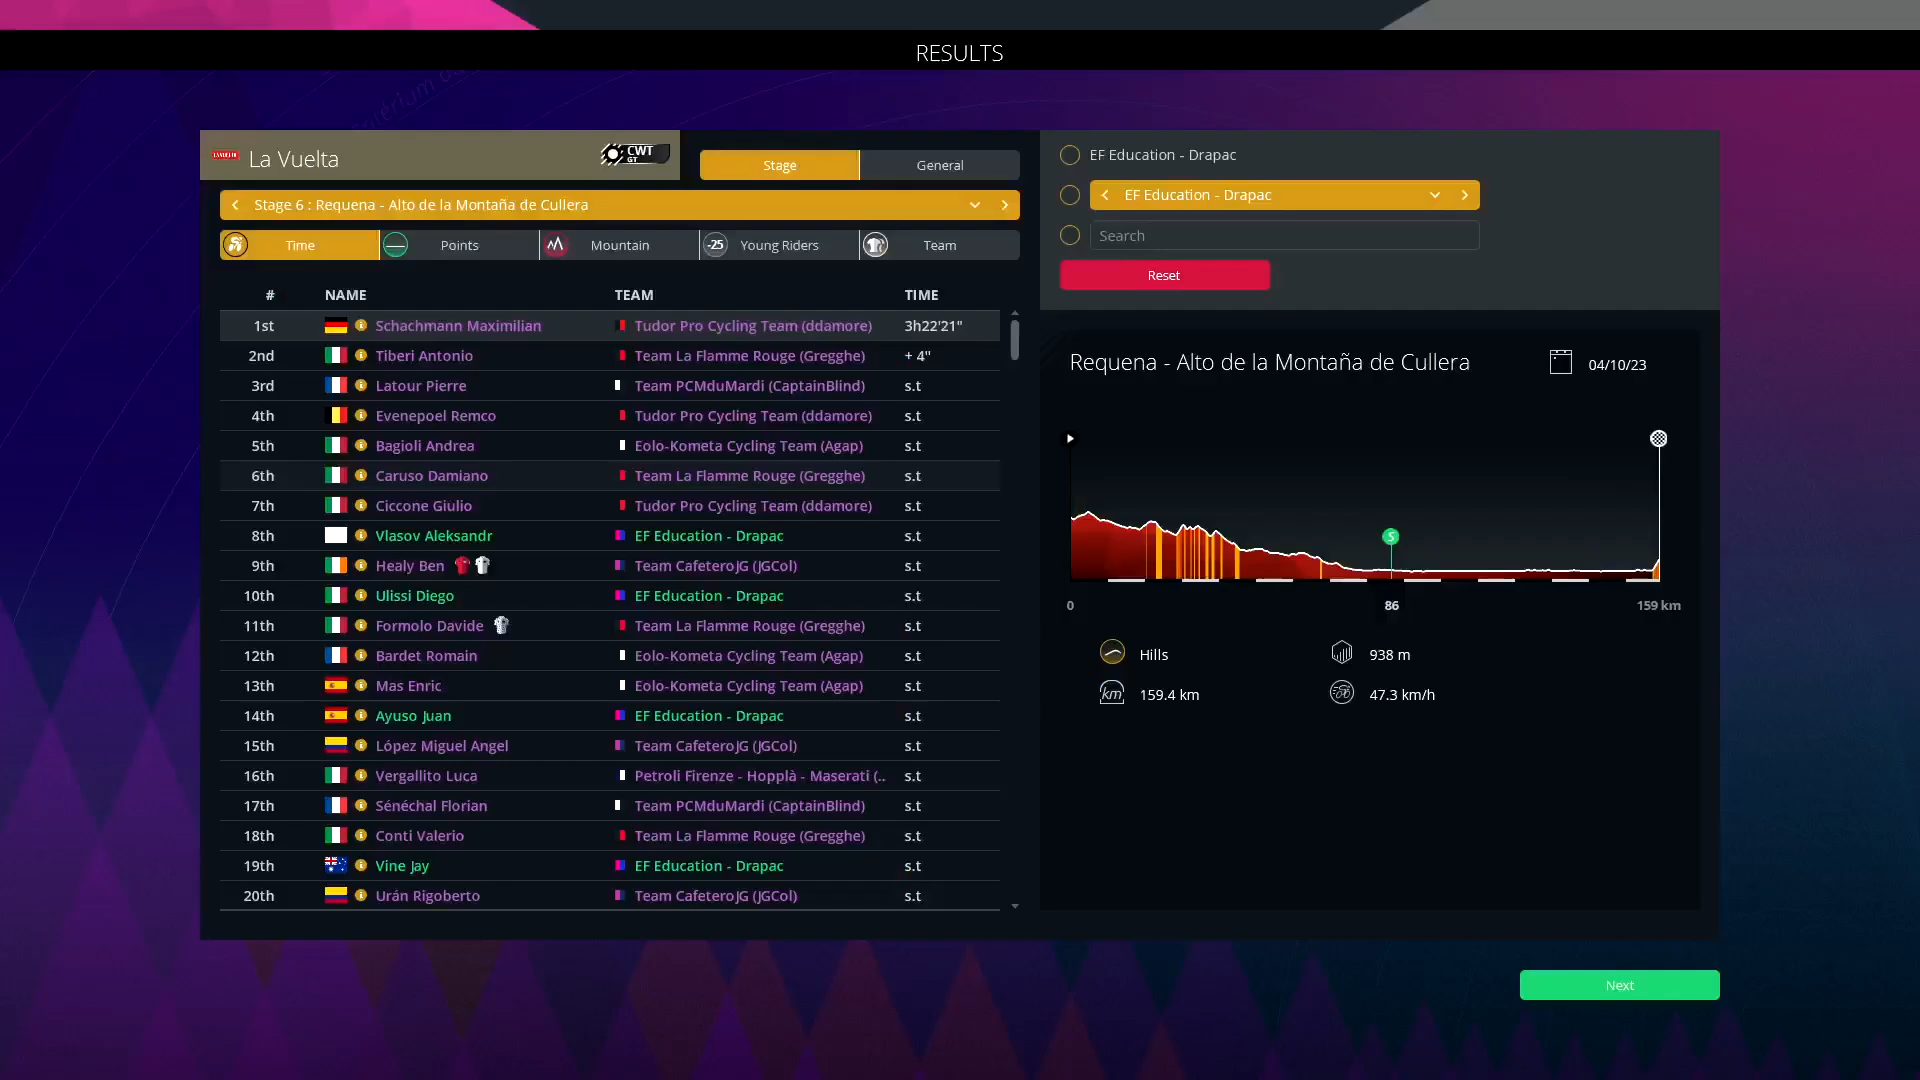 RESULTS
La Vuelta
CWT
GT
Stage
General
EF Education - Drapac
Stage 6 : Requena - Alto de la Montaña de Cullera
EF Education - Drapac
Time
Points
Mountain
-25
Young Riders
Team
Search
Reset
# NAME TEAM TIME
1st Schachmann Maximilian Tudor Pro Cycling Team (ddamore) 3h22'21"
2nd Tiberi Antonio Team La Flamme Rouge (Gregghe) + 4"
3rd Latour Pierre Team PCMduMardi (CaptainBlind) s.t
4th Evenepoel Remco Tudor Pro Cycling Team (ddamore) s.t
5th Bagioli Andrea Eolo-Kometa Cycling Team (Agap) s.t
6th Caruso Damiano Team La Flamme Rouge (Gregghe) s.t
7th Ciccone Giulio Tudor Pro Cycling Team (ddamore) s.t
8th Vlasov Aleksandr EF Education - Drapac s.t
9th Healy Ben Team CafeteroJG (JGCol) s.t
10th Ulissi Diego EF Education - Drapac s.t
11th Formolo Davide Team La Flamme Rouge (Gregghe) s.t
12th Bardet Romain Eolo-Kometa Cycling Team (Agap) s.t
13th Mas Enric Eolo-Kometa Cycling Team (Agap) s.t
14th Ayuso Juan EF Education - Drapac s.t
15th López Miguel Angel Team CafeteroJG (JGCol) s.t
16th Vergallito Luca Petroli Firenze - Hopplà - Maserati (.. s.t
17th Sénéchal Florian Team PCMduMardi (CaptainBlind) s.t
18th Conti Valerio Team La Flamme Rouge (Gregghe) s.t
19th Vine Jay EF Education - Drapac s.t
20th Urán Rigoberto Team CafeteroJG (JGCol) s.t
Requena - Alto de la Montaña de Cullera
04/10/23
S
0
86
159 km
Hills
938 m
km
159.4 km
47.3 km/h
Next